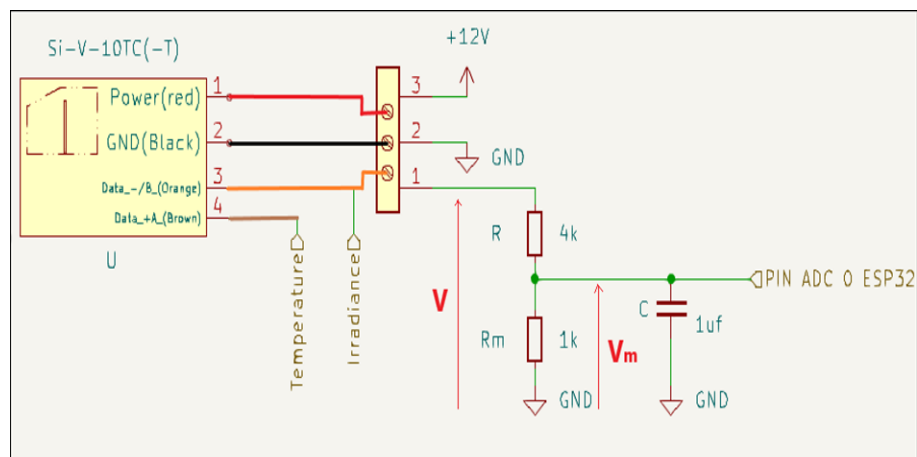 Si-V-10TC(-T)
+12V
Power(red)
1
3
GND(Black)
2
2
GND
Data_-/B_(Orange)
3
1
Data_+A_(Brown)
4
U
R
4k
V
Temperature
Irradiance
PIN ADC 0 ESP32
Rm
1k
Vm
C
1uf
GND
GND